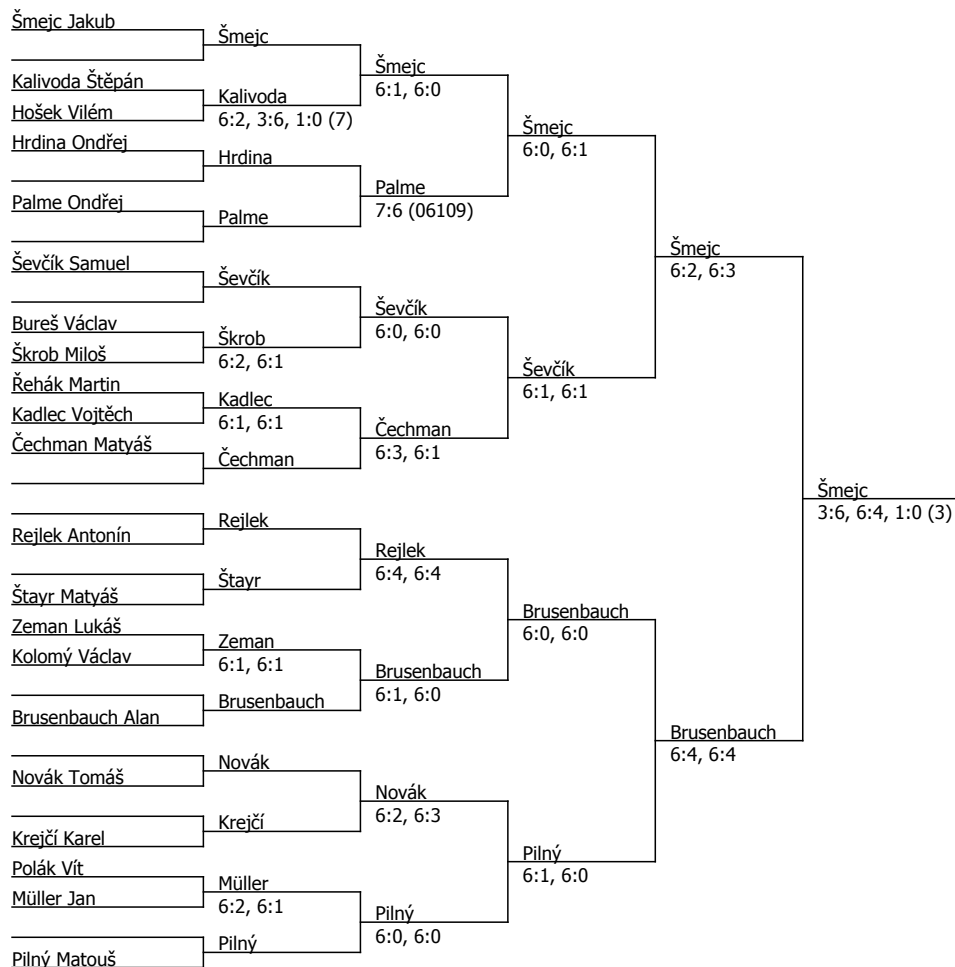 Šmejc Jakub
Kalivoda Štěpán
Hošek Vilém
Hrdina Ondřej
Palme Ondřej
Ševčík Samuel
Bureš Václav
Škrob Miloš
Řehák Martin
Kadlec Vojtěch
Čechman Matyáš
Rejlek Antonín
Štayr Matyáš
Zeman Lukáš
Kolomý Václav
Brusenbauch Alan
Novák Tomáš
Krejčí Karel
Polák Vít
Müller Jan
Pilný Matouš
Šmejc
Kalivoda
6:2, 3:6, 1:0 (7)
Hrdina
Palme
Ševčík
Škrob
6:2, 6:1
Kadlec
6:1, 6:1
Čechman
Rejlek
Štayr
Zeman
6:1, 6:1
Brusenbauch
Novák
Krejčí
Müller
6:2, 6:1
Pilný
Šmejc
6:1, 6:0
Palme
7:6 (06109)
Ševčík
6:0, 6:0
Čechman
6:3, 6:1
Rejlek
6:4, 6:4
Brusenbauch
6:1, 6:0
Novák
6:2, 6:3
Pilný
6:0, 6:0
Šmejc
6:0, 6:1
Ševčík
6:1, 6:1
Brusenbauch
6:0, 6:0
Pilný
6:1, 6:0
Šmejc
6:2, 6:3
Brusenbauch
6:4, 6:4
Šmejc
3:6, 6:4, 1:0 (3)